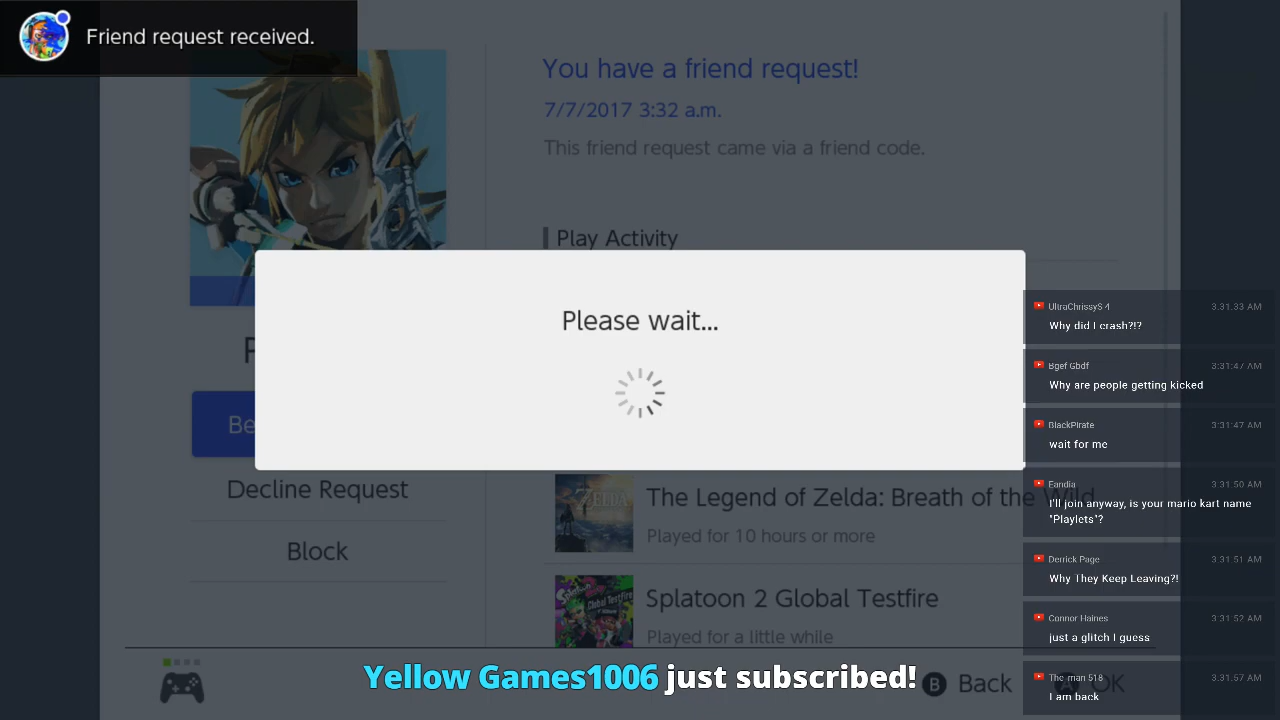 Friend request received.
You have a friend request!
7/7/2017 3:32 a.m.
This friend request came via a friend code.
Play Activity
Please wait...
Be
Decline Request
Block
ZELDA
The Legend of Zelda: Breath of the Wild
Played for 10 hours or more
Splatoon 2 Global Testfire
Played for a little while
Yellow Games1006 just subscribed!
B Back
OK
UltraChrissyS 4 3:31:33 AM
Why did I crash?!?
Bgef Gbdf 3:31:47 AM
Why are people getting kicked
BlackPirate 3:31:47 AM
wait for me
Eandia 3:31:50 AM
I'll join anyway, is your mario kart name
"Playlets"?
Derrick Page 3:31:51 AM
Why They Keep Leaving?!
Connor Haines 3:31:52 AM
just a glitch I guess
The man 518 3:31:57 AM
I am back